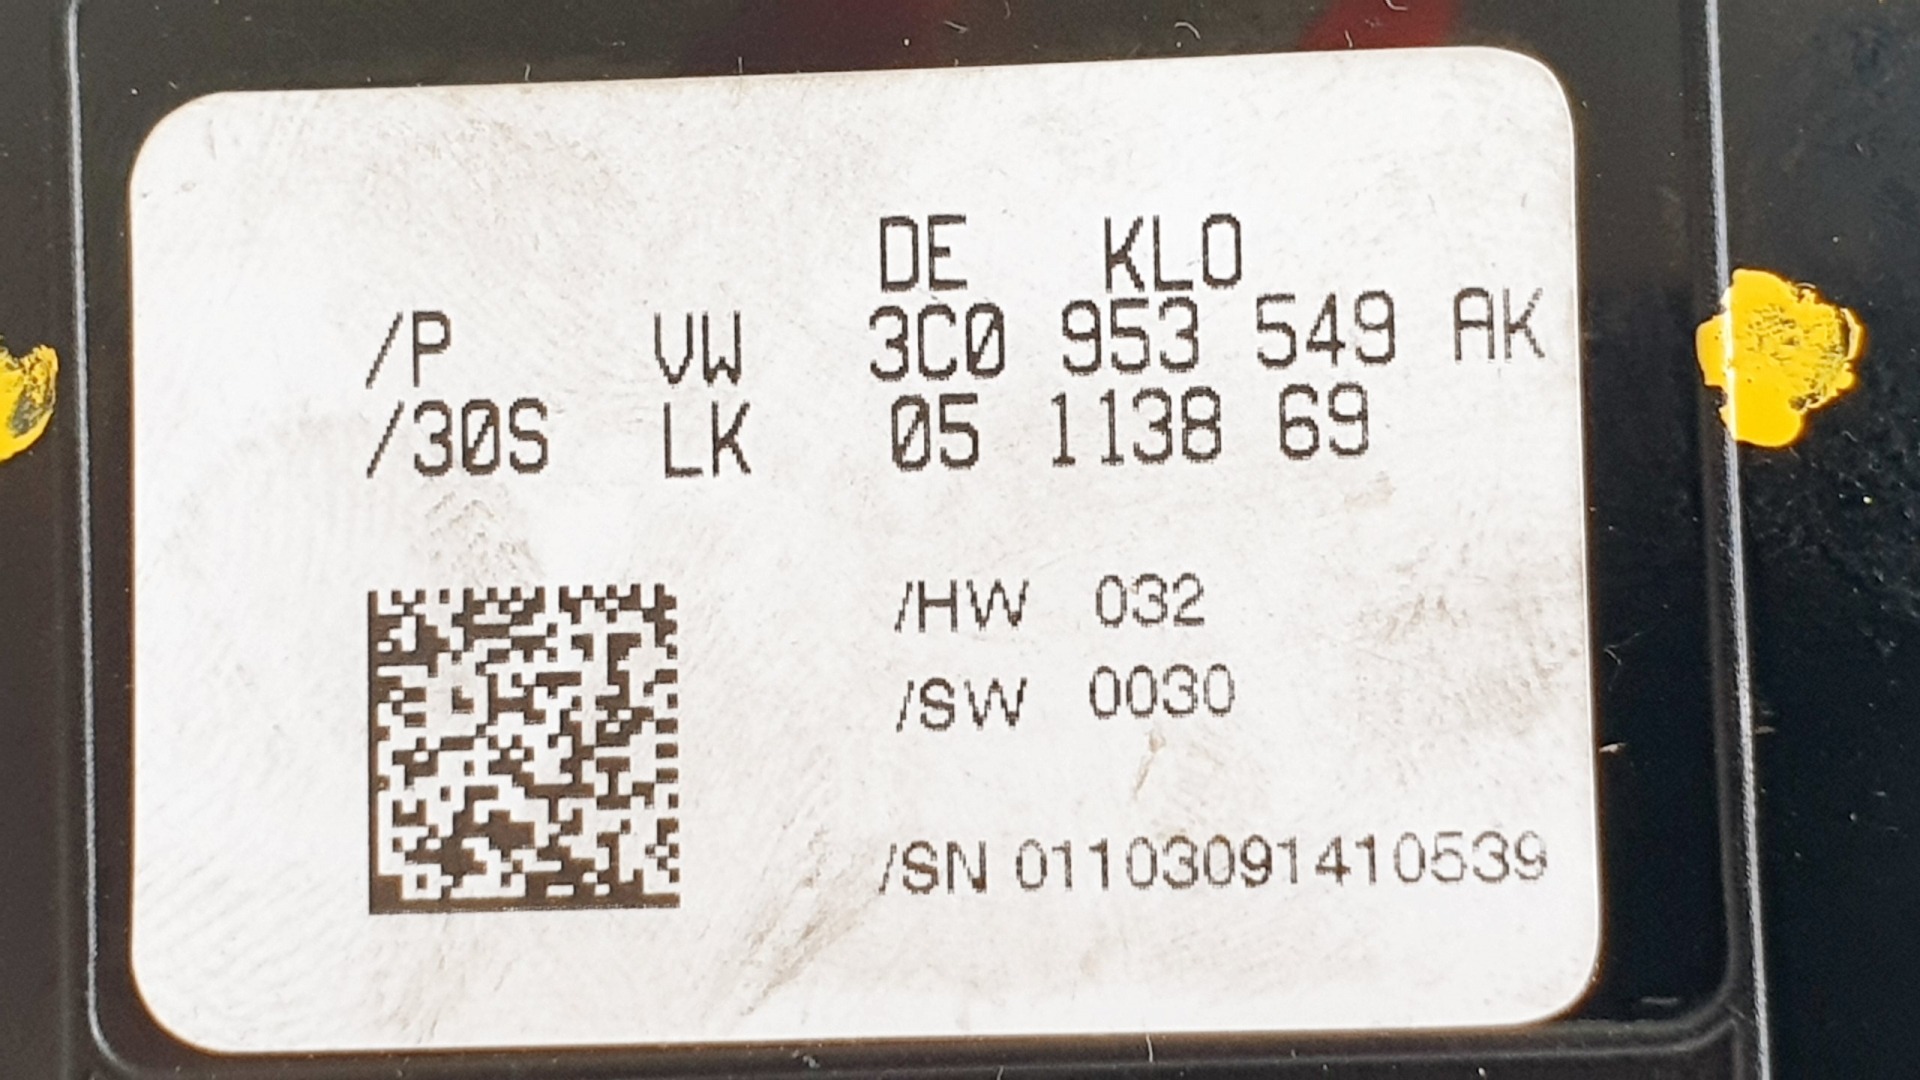 DE KLO
/P VW 3C0 953 549 AK
/30S LK 05 1138 69
/HW 032
/SW 0030
/SN 01103091410539